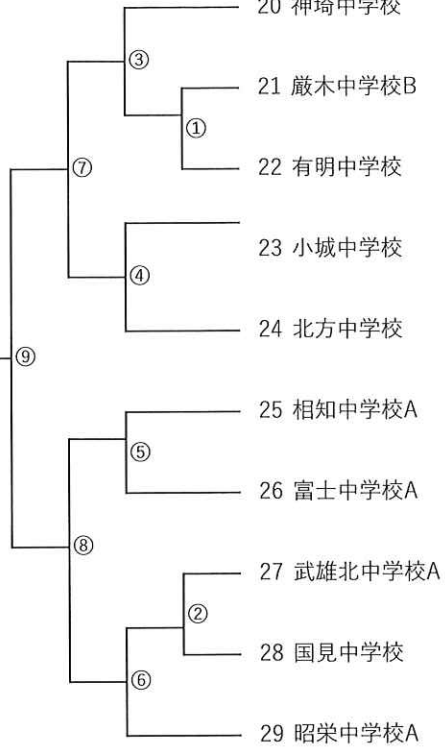 20 神埼中学校
③
21 厳木中学校B
①
⑦
22 有明中学校
23 小城中学校
④
24 北方中学校
⑨
25 相知中学校A
⑤
26 富士中学校A
⑧
27 武雄北中学校A
②
28 国見中学校
⑥
29 昭栄中学校A